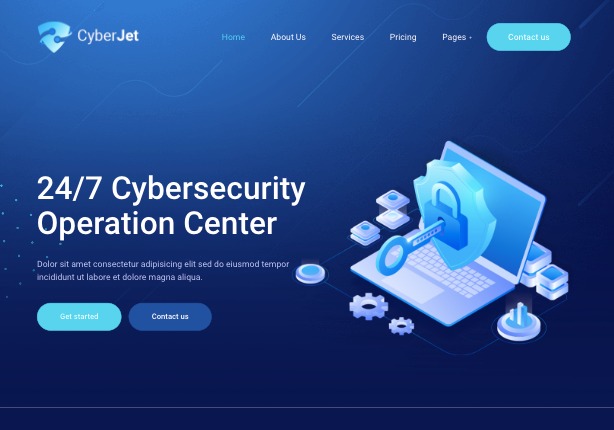 CyberJet
Home About Us Services Pricing Pages Contact us
24/7 Cybersecurity
Operation Center
Dolor sit amet consectetur adipisicing elit sed do eiusmod tempor
incididunt ut labore et dolore magna aliqua.
Get started Contact us